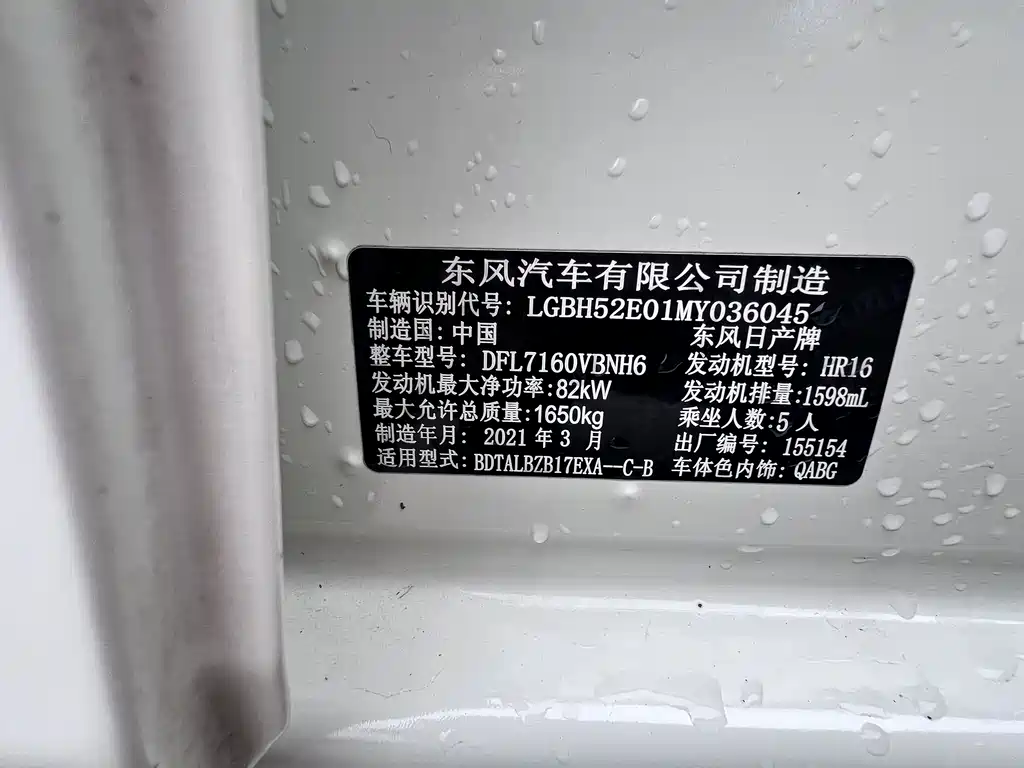 东风汽车有限公司制造
车辆识别代号: LGBH52E01MY036045
制造国: 中国 东风日产牌
整车型号: DFL7160VBNH6 发动机型号: HR16
发动机最大净功率:82kW 发动机排量:1598mL
最大允许总质量:1650kg 乘坐人数:5 人
制造年月: 2021 年 3 月 出厂编号: 155154
适用型式: BDTALBZB17EXA--C-B 车体色内饰: QABG